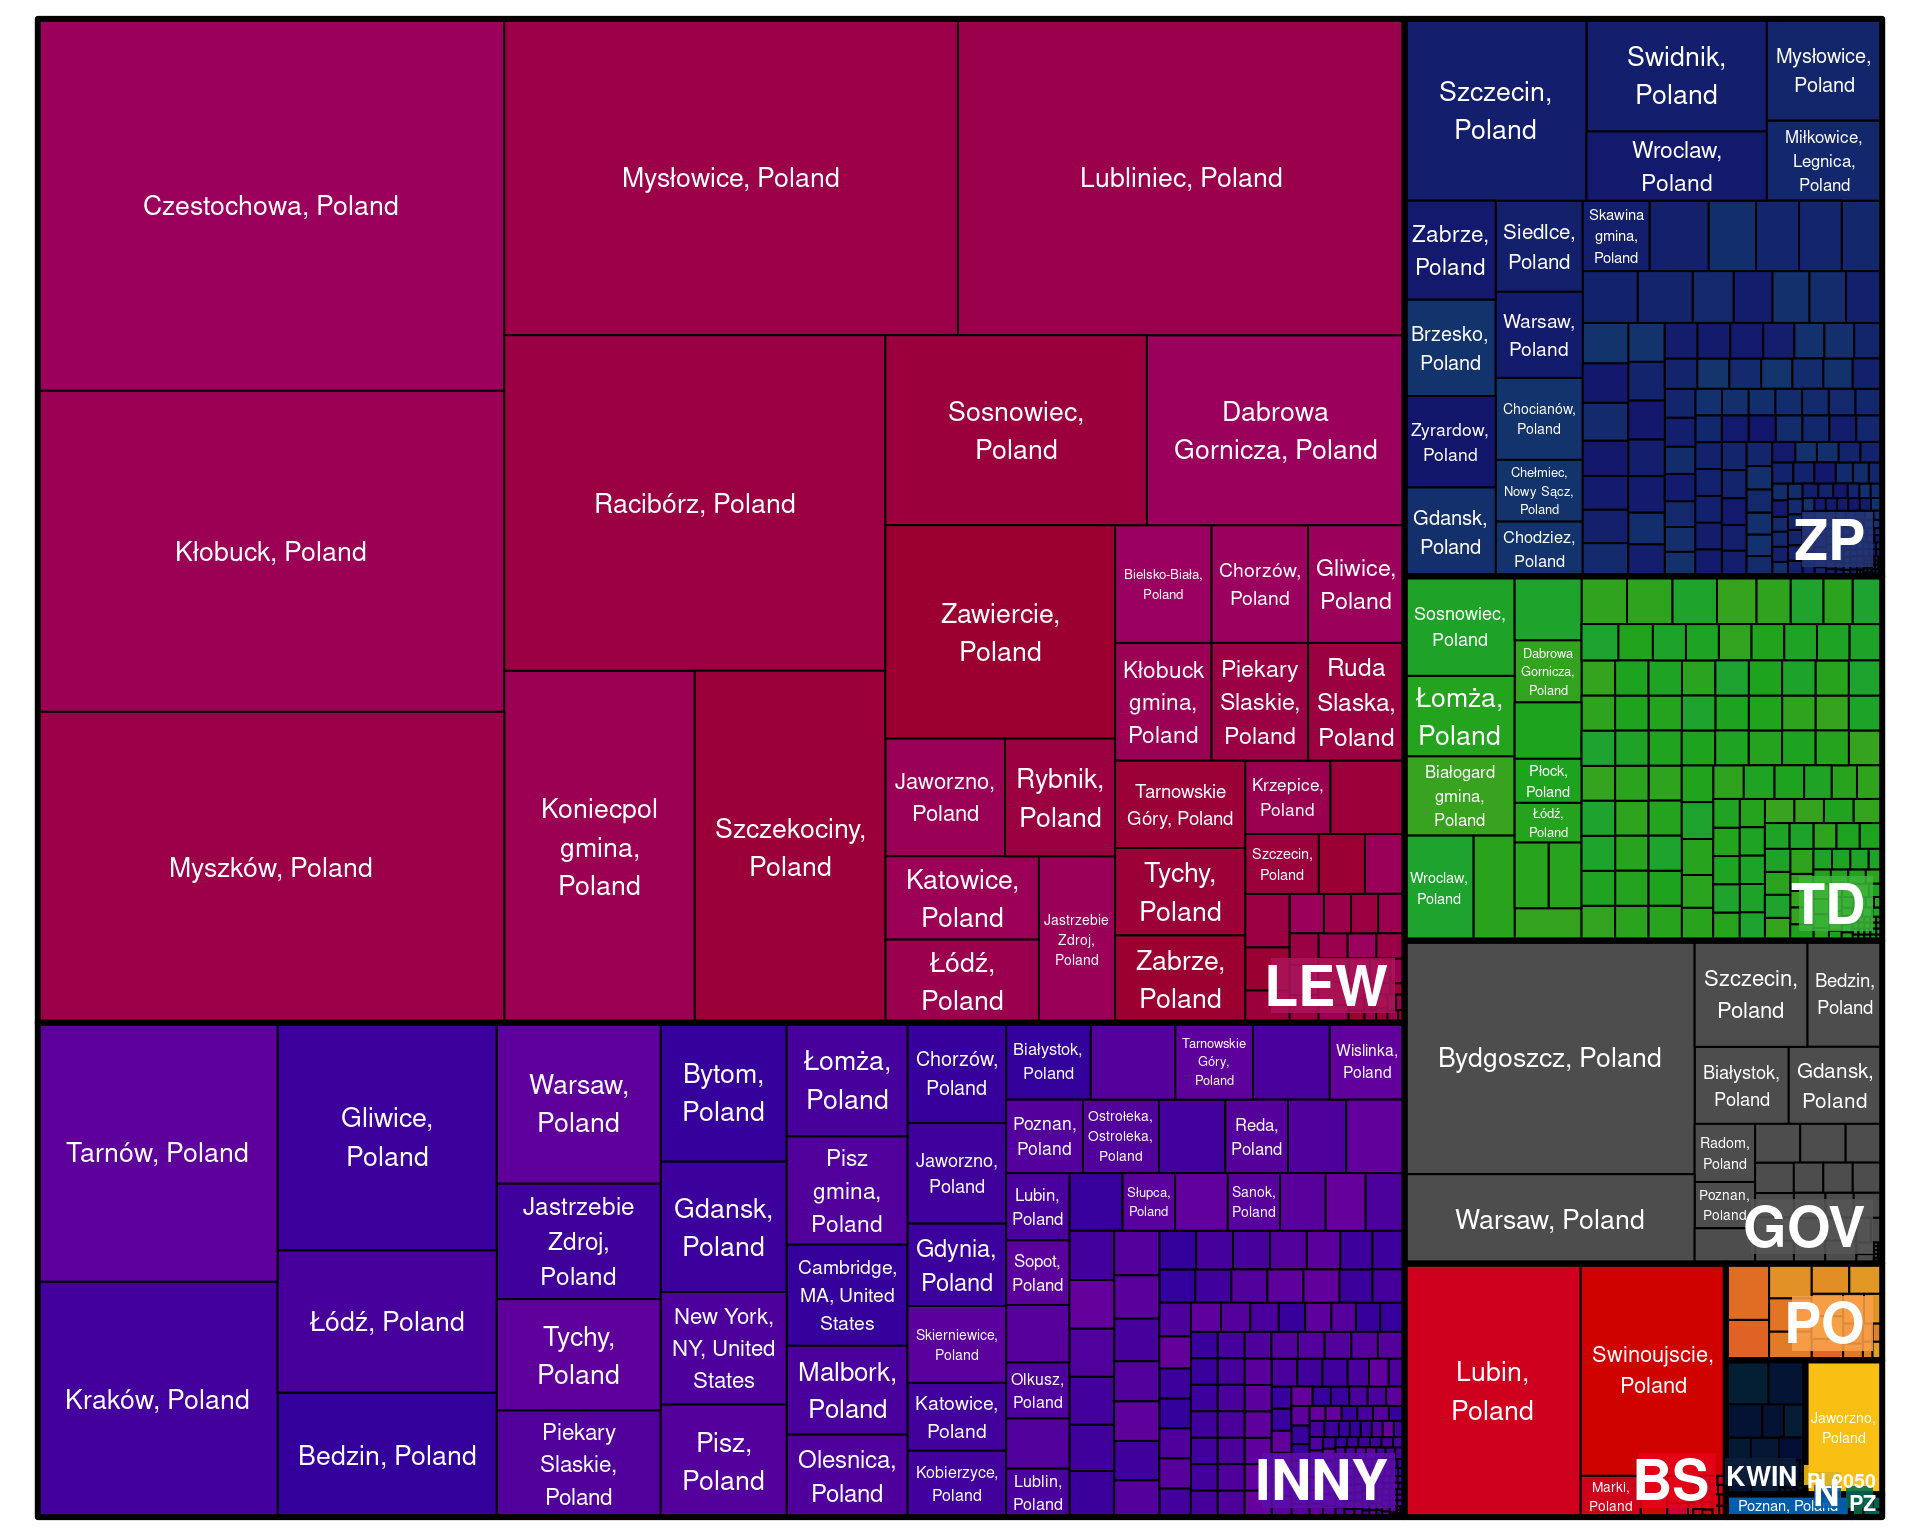 Czestochowa, Poland
Kłobuck, Poland
Myszków, Poland
Mysłowice, Poland
Lubliniec, Poland
Racibórz, Poland
Sosnowiec,
Poland
Dabrowa
Gornicza, Poland
Koniecpol
gmina,
Poland
Szczekociny,
Poland
Zawiercie,
Poland
Bielsko-Biała,
Poland
Chorzów,
Poland
Gliwice,
Poland
Kłobuck
gmina,
Poland
Piekary
Slaskie,
Poland
Ruda
Slaska,
Poland
Jaworzno,
Poland
Rybnik,
Poland
Katowice,
Poland
Łódź,
Poland
Jastrzebie
Zdroj,
Poland
Tarnowskie
Góry, Poland
Tychy,
Poland
Zabrze,
Poland
Krzepice,
Poland
Szczecin,
Poland
LEW
Szczecin,
Poland
Swidnik,
Poland
Wroclaw,
Poland
Mysłowice,
Poland
Miłkowice,
Legnica,
Poland
Zabrze,
Poland
Brzesko,
Poland
Zyrardow,
Poland
Gdansk,
Poland
Siedlce,
Poland
Warsaw,
Poland
Chocianów,
Poland
Chełmiec,
Nowy Sącz,
Poland
Chodziez,
Poland
Skawina
gmina,
Poland
ZP
Sosnowiec,
Poland
Łomża,
Poland
Białogard
gmina,
Poland
Wroclaw,
Poland
Dabrowa
Gornicza,
Poland
Płock,
Poland
Łódź,
Poland
TD
Bydgoszcz, Poland
Warsaw, Poland
Szczecin,
Poland
Bedzin,
Poland
Białystok,
Poland
Gdansk,
Poland
Radom,
Poland
Poznan,
Poland
GOV
Tarnów, Poland
Kraków, Poland
Gliwice,
Poland
Łódź, Poland
Bedzin, Poland
Warsaw,
Poland
Jastrzebie
Zdroj,
Poland
Tychy,
Poland
Piekary
Slaskie,
Poland
Bytom,
Poland
Gdansk,
Poland
New York,
NY, United
States
Pisz,
Poland
Łomża,
Poland
Pisz
gmina,
Poland
Cambridge,
MA, United
States
Malbork,
Poland
Olesnica,
Poland
Chorzów,
Poland
Jaworzno,
Poland
Gdynia,
Poland
Skierniewice,
Poland
Katowice,
Poland
Kobierzyce,
Poland
Białystok,
Poland
Tarnowskie
Góry,
Poland
Wislinka,
Poland
Poznan,
Poland
Ostrołeka,
Ostroleka,
Poland
Reda,
Poland
Lubin,
Poland
Słupca,
Poland
Sanok,
Poland
Sopot,
Poland
Olkusz,
Poland
Lublin,
Poland
INNY
Lubin,
Poland
Swinoujscie,
Poland
Marki,
Poland
BS
PO
KWIN
Jaworzno,
Poland
PL2050
N
Poznan, Poland
PZ